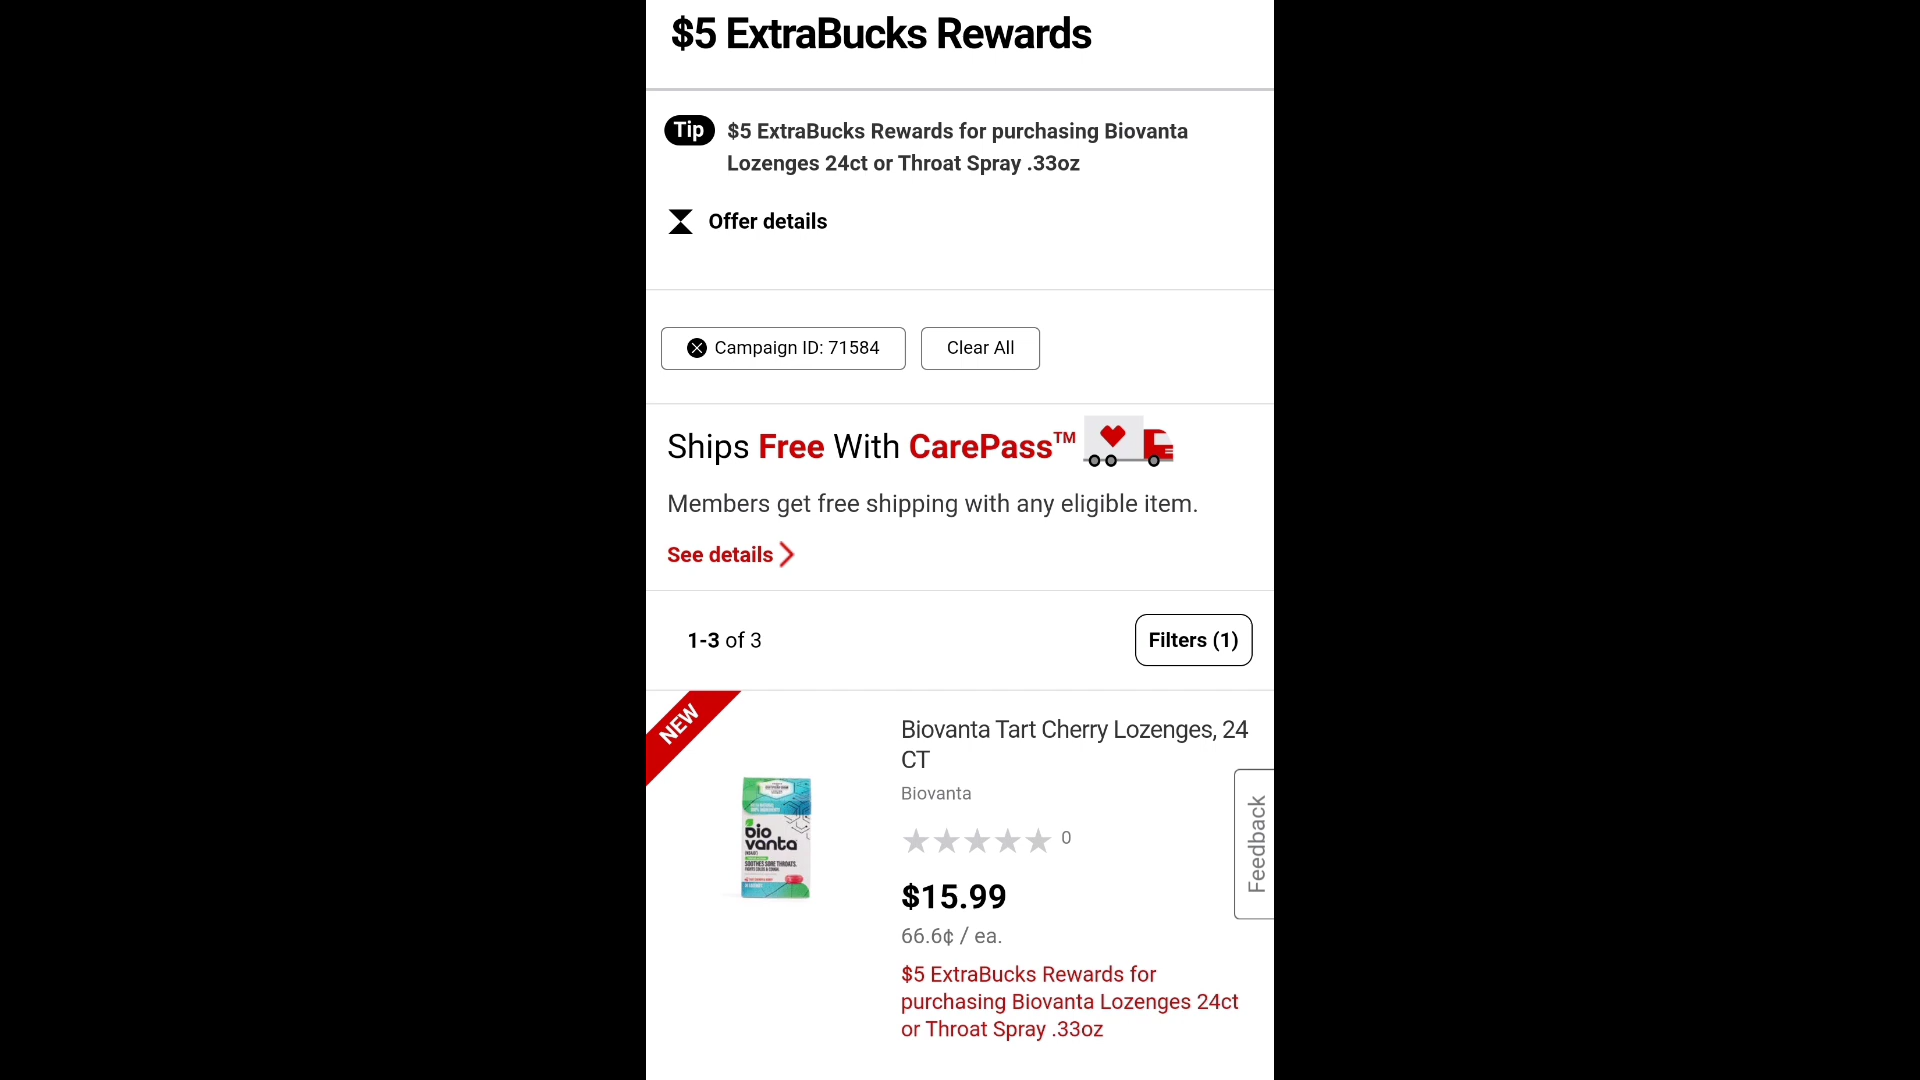 $5 ExtraBucks Rewards
Tip
$5 ExtraBucks Rewards for purchasing Biovanta
Lozenges 24ct or Throat Spray .33oz
Offer details
Campaign ID: 71584
Clear All
Ships Free With CarePass™
Members get free shipping with any eligible item.
See details
1-3 of 3
Filters (1)
NEW
Biovanta Tart Cherry Lozenges, 24
CT
Biovanta
0
$15.99
66.6¢ / ea.
$5 ExtraBucks Rewards for
purchasing Biovanta Lozenges 24ct
or Throat Spray .33oz
bio
vanta
SOOTHES SORE THROATS.
Feedback